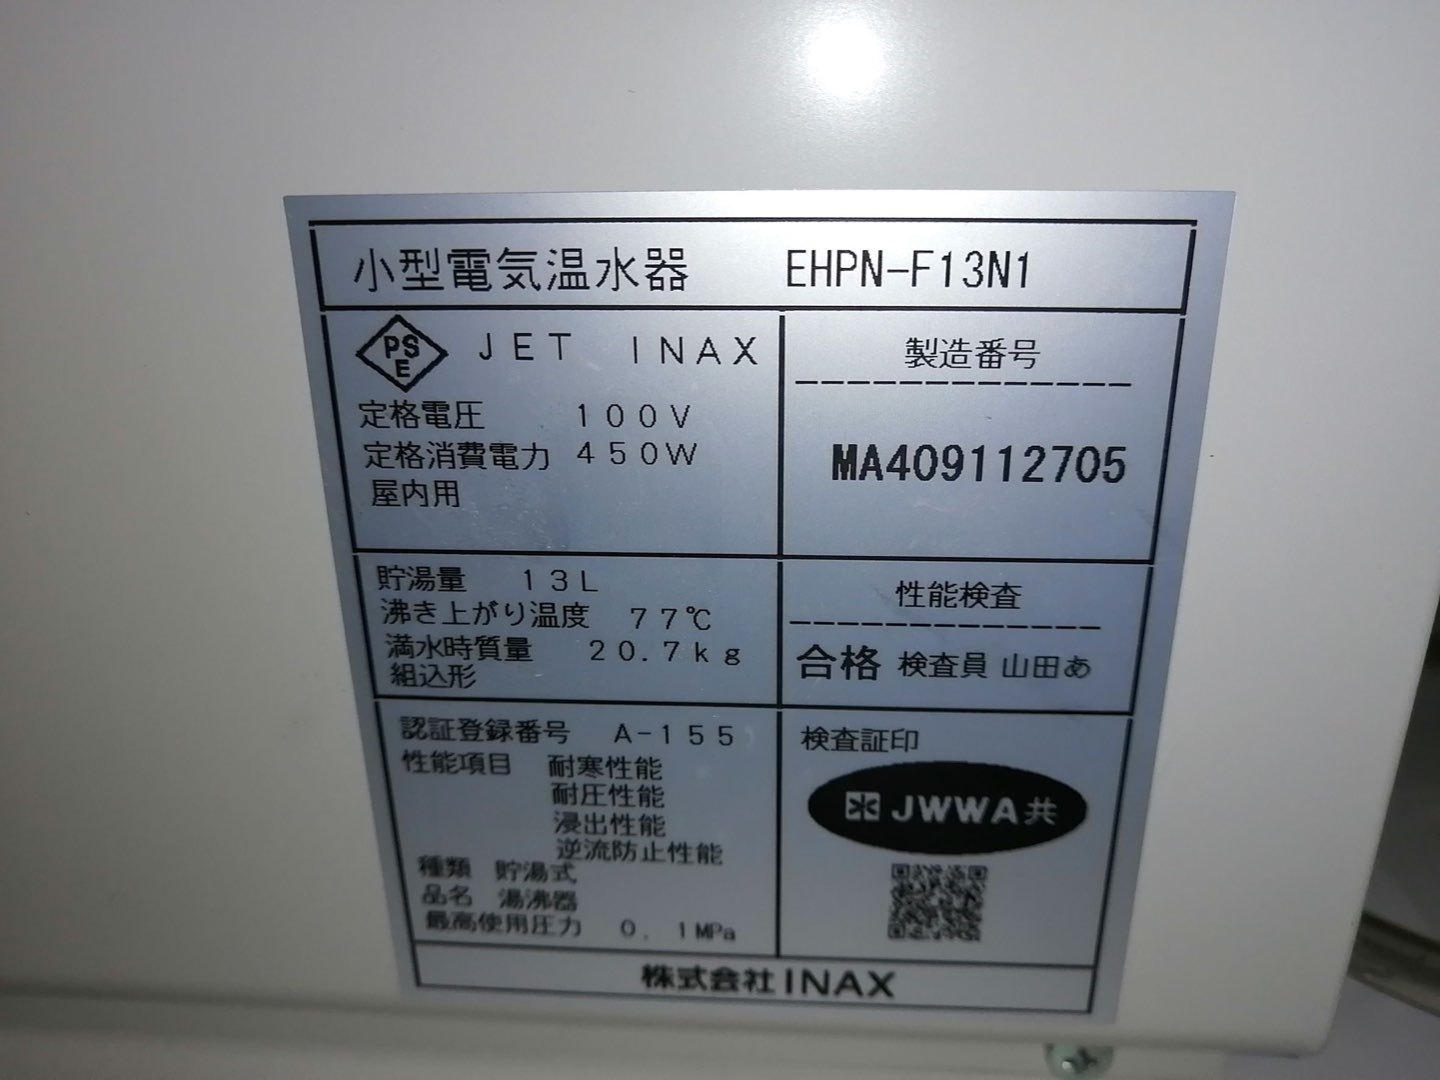 小型電気温水器 EHPN-F13N1
PS
E
JET INAX
定格電圧 100V
定格消費電力 450W
屋内用
製造番号
MA409112705
貯湯量 13L
沸き上がり温度 77℃
満水時質量 20.7kg
組込形
性能検査
合格 検査員 山田あ
認証登録番号 A-155
性能項目 耐寒性能
耐圧性能
浸出性能
逆流防止性能
種類 貯湯式
品名 湯沸器
最高使用圧力 0.1MPa
検査証印
水 JWWA共
株式会社INAX